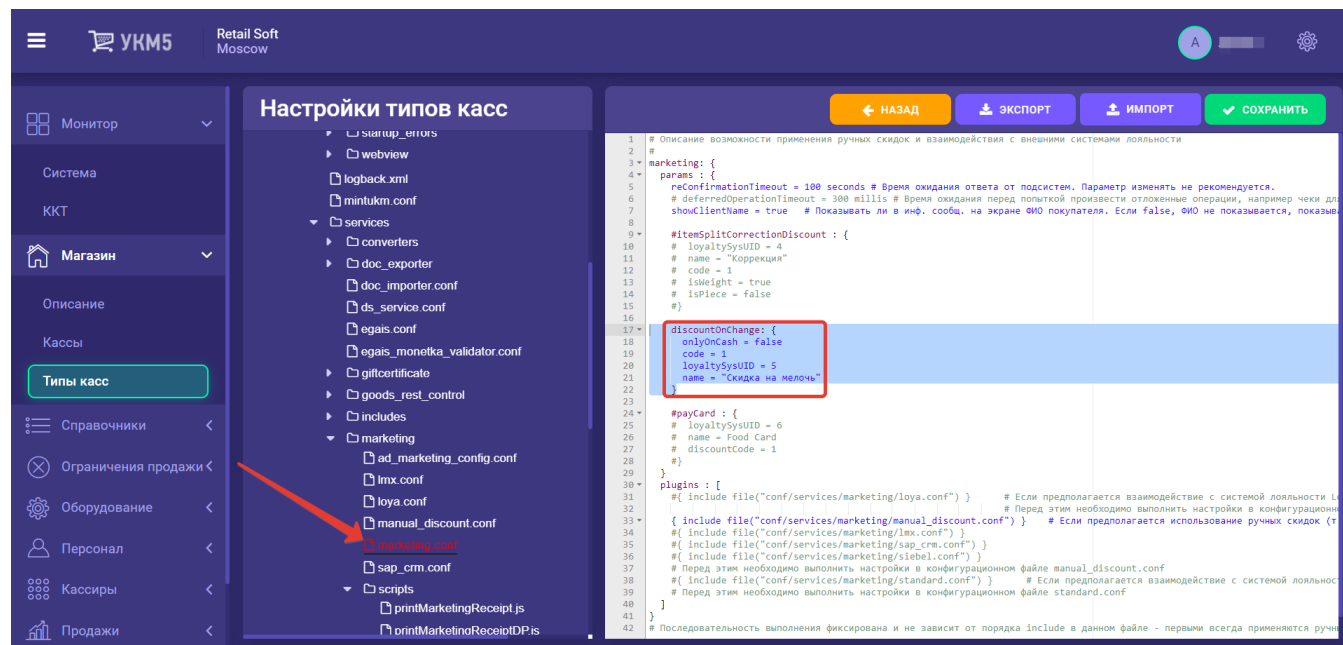 УКМ5
Retail Soft
Moscow
A
Монитор
Система
ККТ
Магазин
Описание
Кассы
Типы касс
Справочники
Ограничения продажи
Оборудование
Персонал
Кассиры
Продажи
Настройки типов касс
startup_errors
webview
logback.xml
mintukm.conf
services
converters
doc_exporter
doc_importer.conf
ds_service.conf
egais.conf
egais_monetka_validator.conf
giftcertificate
goods_rest_control
includes
marketing
ad_marketing_config.conf
lmx.conf
loya.conf
manual_discount.conf
marketing.conf
sap_crm.conf
scripts
printMarketingReceipt.js
printMarketingReceiptDP.js
НАЗАД
ЭКСПОРТ
ИМПОРТ
СОХРАНИТЬ
1 # Описание возможности применения ручных скидок и взаимодействия с внешними системами лояльности
2 #
3 marketing: {
4 params : {
5 reConfirmationTimeout = 100 seconds # Время ожидания ответа от подсистем. Параметр изменять не рекомендуется.
6 # deferredOperationTimeout = 300 millis # Время ожидания перед попыткой произвести отложенные операции, например чеки для
7 showClientName = true # Показывать ли в инф. сообщ. на экране ФИО покупателя. Если false, ФИО не показывается, показыва
8
9 #itemSplitCorrectionDiscount : {
10 # loyaltySysUID = 4
11 # name = "Коррекция"
12 # code = 1
13 # isWeight = true
14 # isPiece = false
15 #}
16
17 discountOnChange: {
18 onlyOnCash = false
19 code = 1
20 loyaltySysUID = 5
21 name = "Скидка на мелочь"
22 }
23
24 #payCard : {
25 # loyaltySysUID = 6
26 # name = Food Card
27 # discountCode = 1
28 #}
29 }
30 plugins : [
31 #{ include file("conf/services/marketing/loya.conf") } # Если предполагается взаимодействие с системой лояльности Lo
32 # Перед этим необходимо выполнить настройки в конфигурационн
33 { include file("conf/services/marketing/manual_discount.conf") } # Если предполагается использование ручных скидок (т
34 #{ include file("conf/services/marketing/lmx.conf") }
35 #{ include file("conf/services/marketing/sap_crm.conf") }
36 #{ include file("conf/services/marketing/siebel.conf") }
37 # Перед этим необходимо выполнить настройки в конфигурационном файле manual_discount.conf
38 #{ include file("conf/services/marketing/standard.conf") } # Если предполагается взаимодействие с системой лояльнос
39 # Перед этим необходимо выполнить настройки в конфигурационном файле standard.conf
40 ]
41 }
42 # Последовательность выполнения фиксирована и не зависит от порядка include в данном файле - первыми всегда применяются ручн